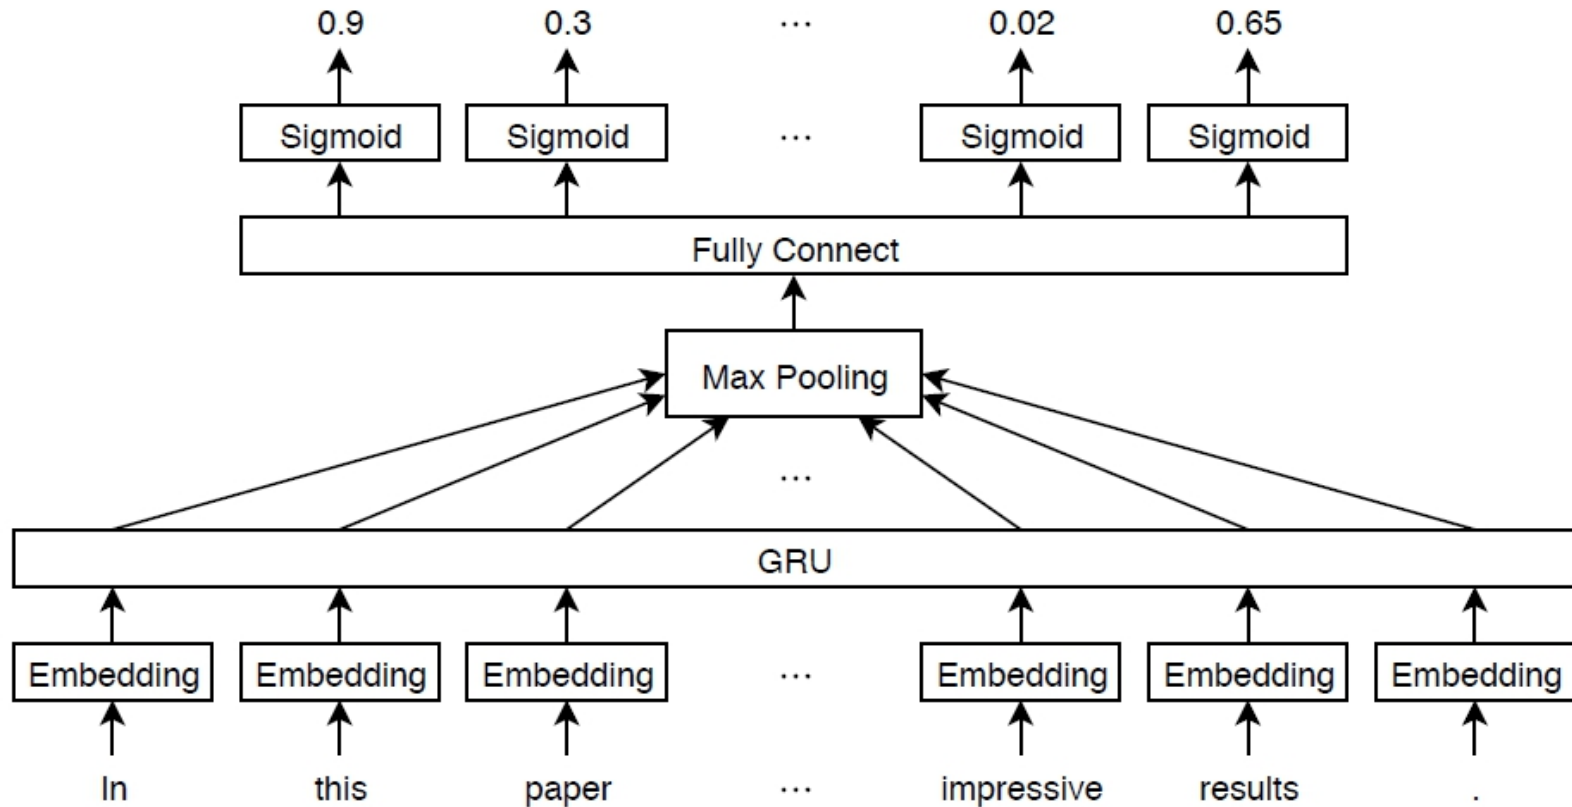 0.9 0.3 ... 0.02 0.65
Sigmoid Sigmoid ... Sigmoid Sigmoid
Fully Connect
Max Pooling
...
GRU
Embedding Embedding Embedding ... Embedding Embedding Embedding
In this paper ... impressive results .